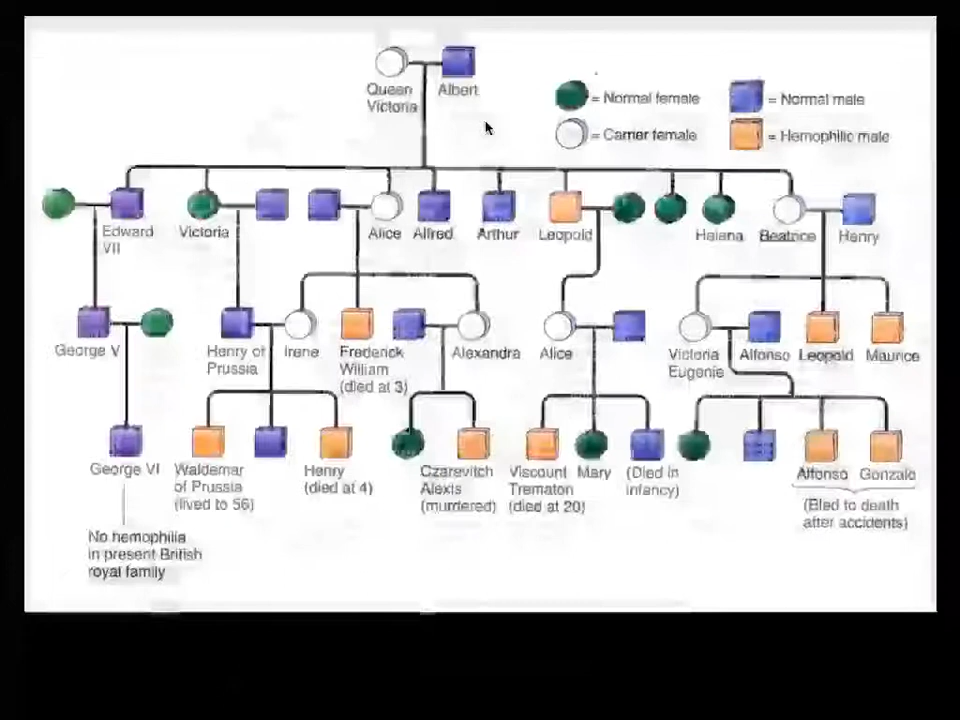 Queen Victoria
Albert
= Normal female
= Normal male
= Carrier female
= Hemophilic male
Edward VII
Victoria
Alice
Alfred
Arthur
Leopold
Helena
Beatrice
Henry
George V
Henry of Prussia
Irene
Frederick William (died at 3)
Alexandra
Alice
Victoria Eugenie
Alfonso
Leopold
Maurice
George VI
Waldemar of Prussia (lived to 56)
Henry (died at 4)
Czarevitch Alexis (murdered)
Viscount Trematon (died at 20)
Mary
(Died in infancy)
Alfonso
Gonzalo
(Bled to death after accidents)
No hemophilia in present British royal family